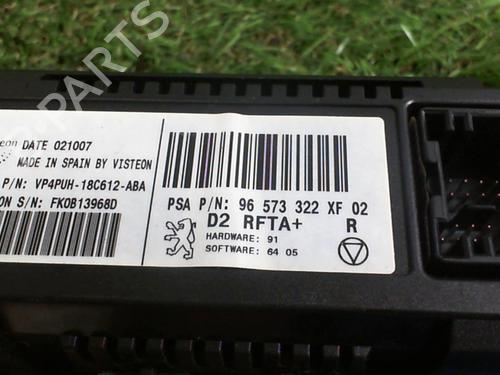 DATE 021007
MADE IN SPAIN BY VISTEON
P/N: VP4PUH-18C612-ABA
S/N: FK0B13968D
PSA P/N: 96 573 322 XF 02
D2 RFTA+ R
HARDWARE: 91
SOFTWARE: 64 05